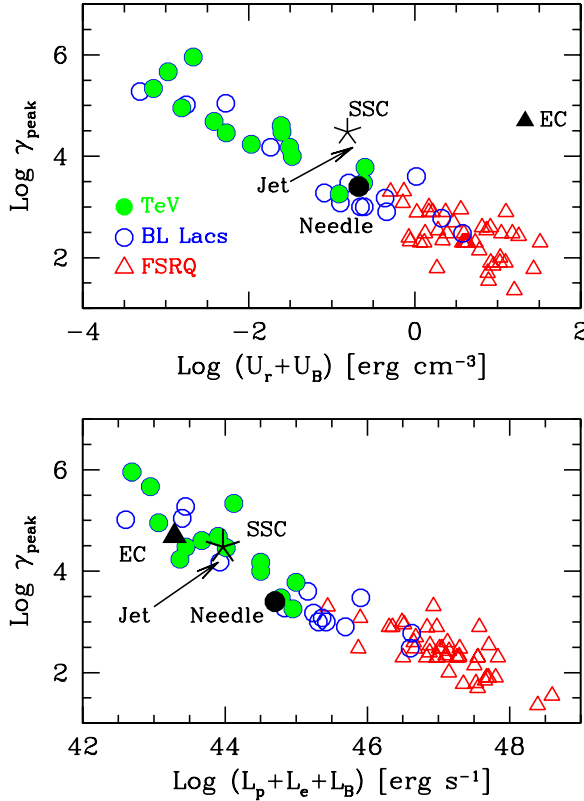 6
SSC
EC
Log γpeak
4
Jet
TeV
Needle
BL Lacs
2
FSRQ
−4 −2 0 2
Log (Ur+UB) [erg cm−3]
6
SSC
EC
Log γpeak
4
Jet
Needle
2
42 44 46 48
Log (Lp+Le+LB) [erg s−1]